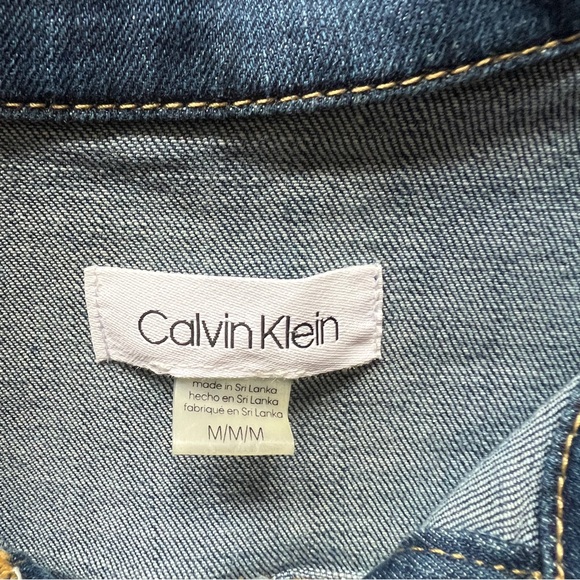 Calvin Klein
made in Sri Lanka
hecho en Sri Lanka
fabriqué en Sri Lanka
M/M/M